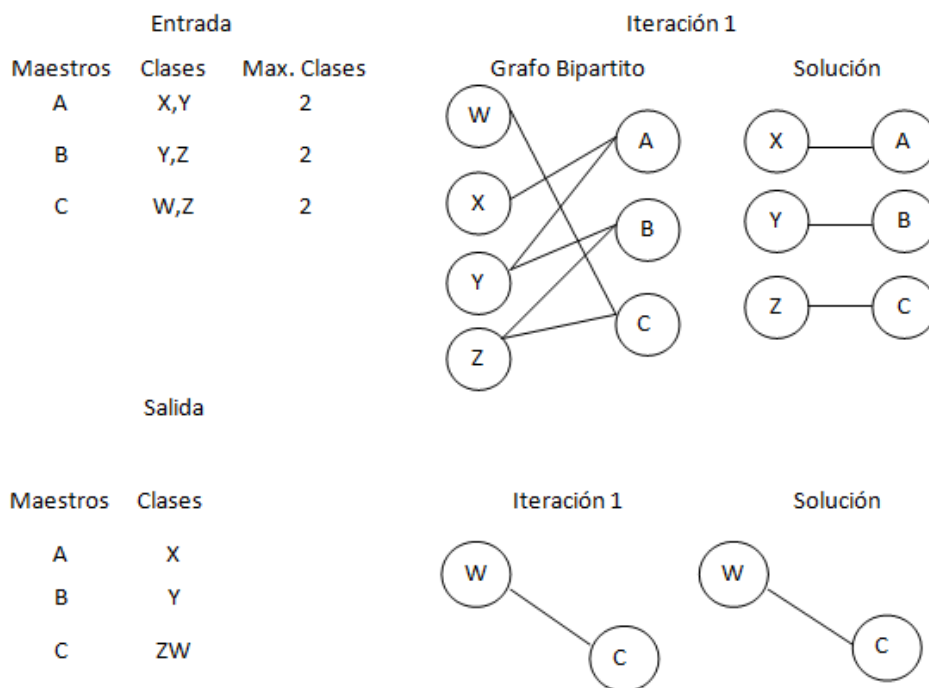 Entrada
Maestros Clases Max. Clases
A X,Y 2
B Y,Z 2
C W,Z 2
Iteración 1
Grafo Bipartito Solución
W
X
Y
Z
A
B
C
X A
Y B
Z C
Salida
Maestros Clases
A X
B Y
C ZW
Iteración 1 Solución
W
C
W
C